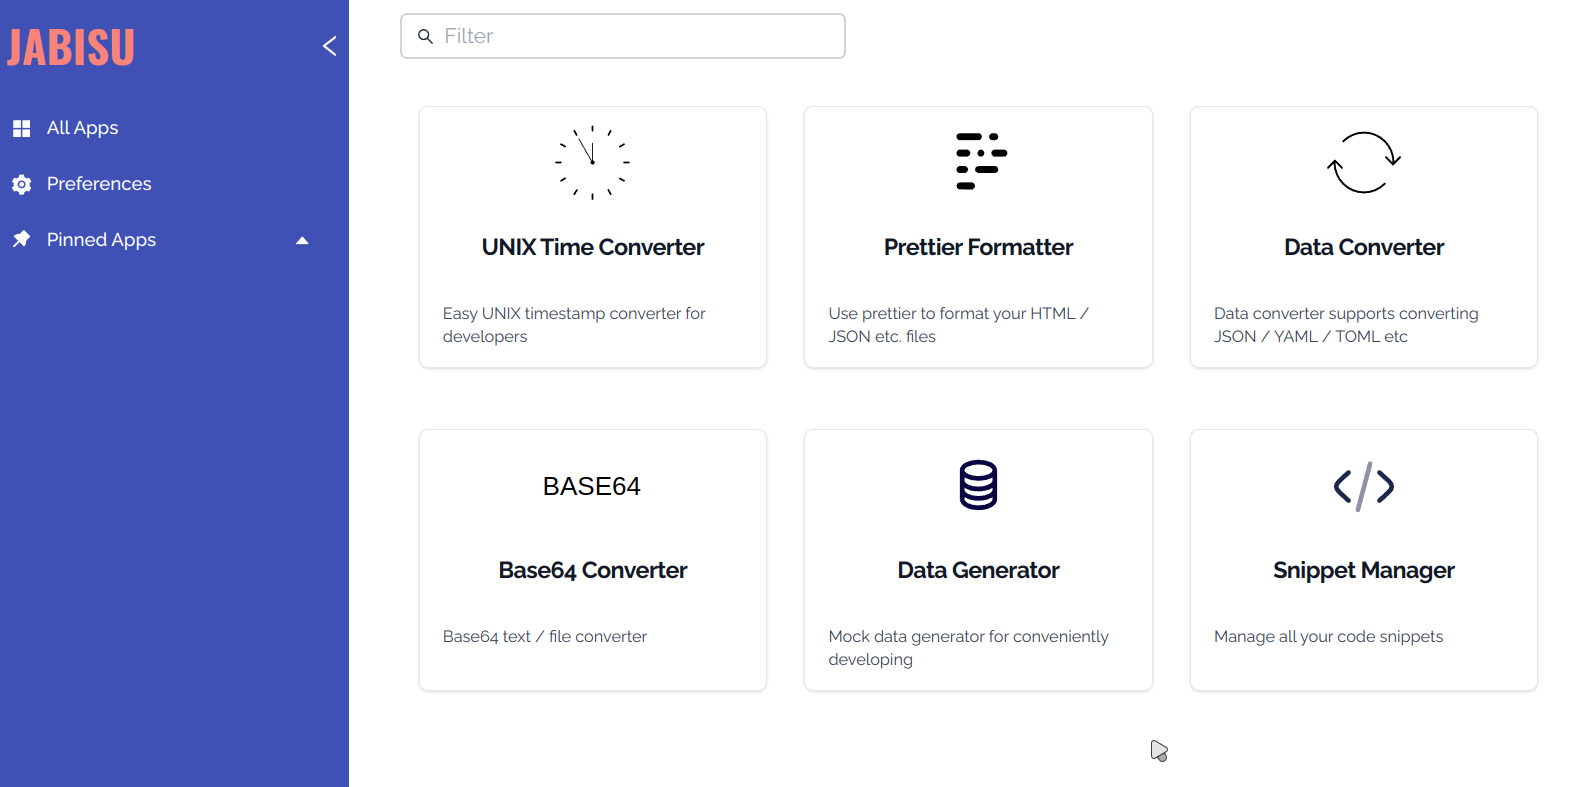 JABISU
All Apps
Preferences
Pinned Apps
Filter
UNIX Time Converter
Easy UNIX timestamp converter for
developers
Prettier Formatter
Use prettier to format your HTML /
JSON etc. files
Data Converter
Data converter supports converting
JSON / YAML / TOML etc
BASE64
Base64 Converter
Base64 text / file converter
Data Generator
Mock data generator for conveniently
developing
Snippet Manager
Manage all your code snippets